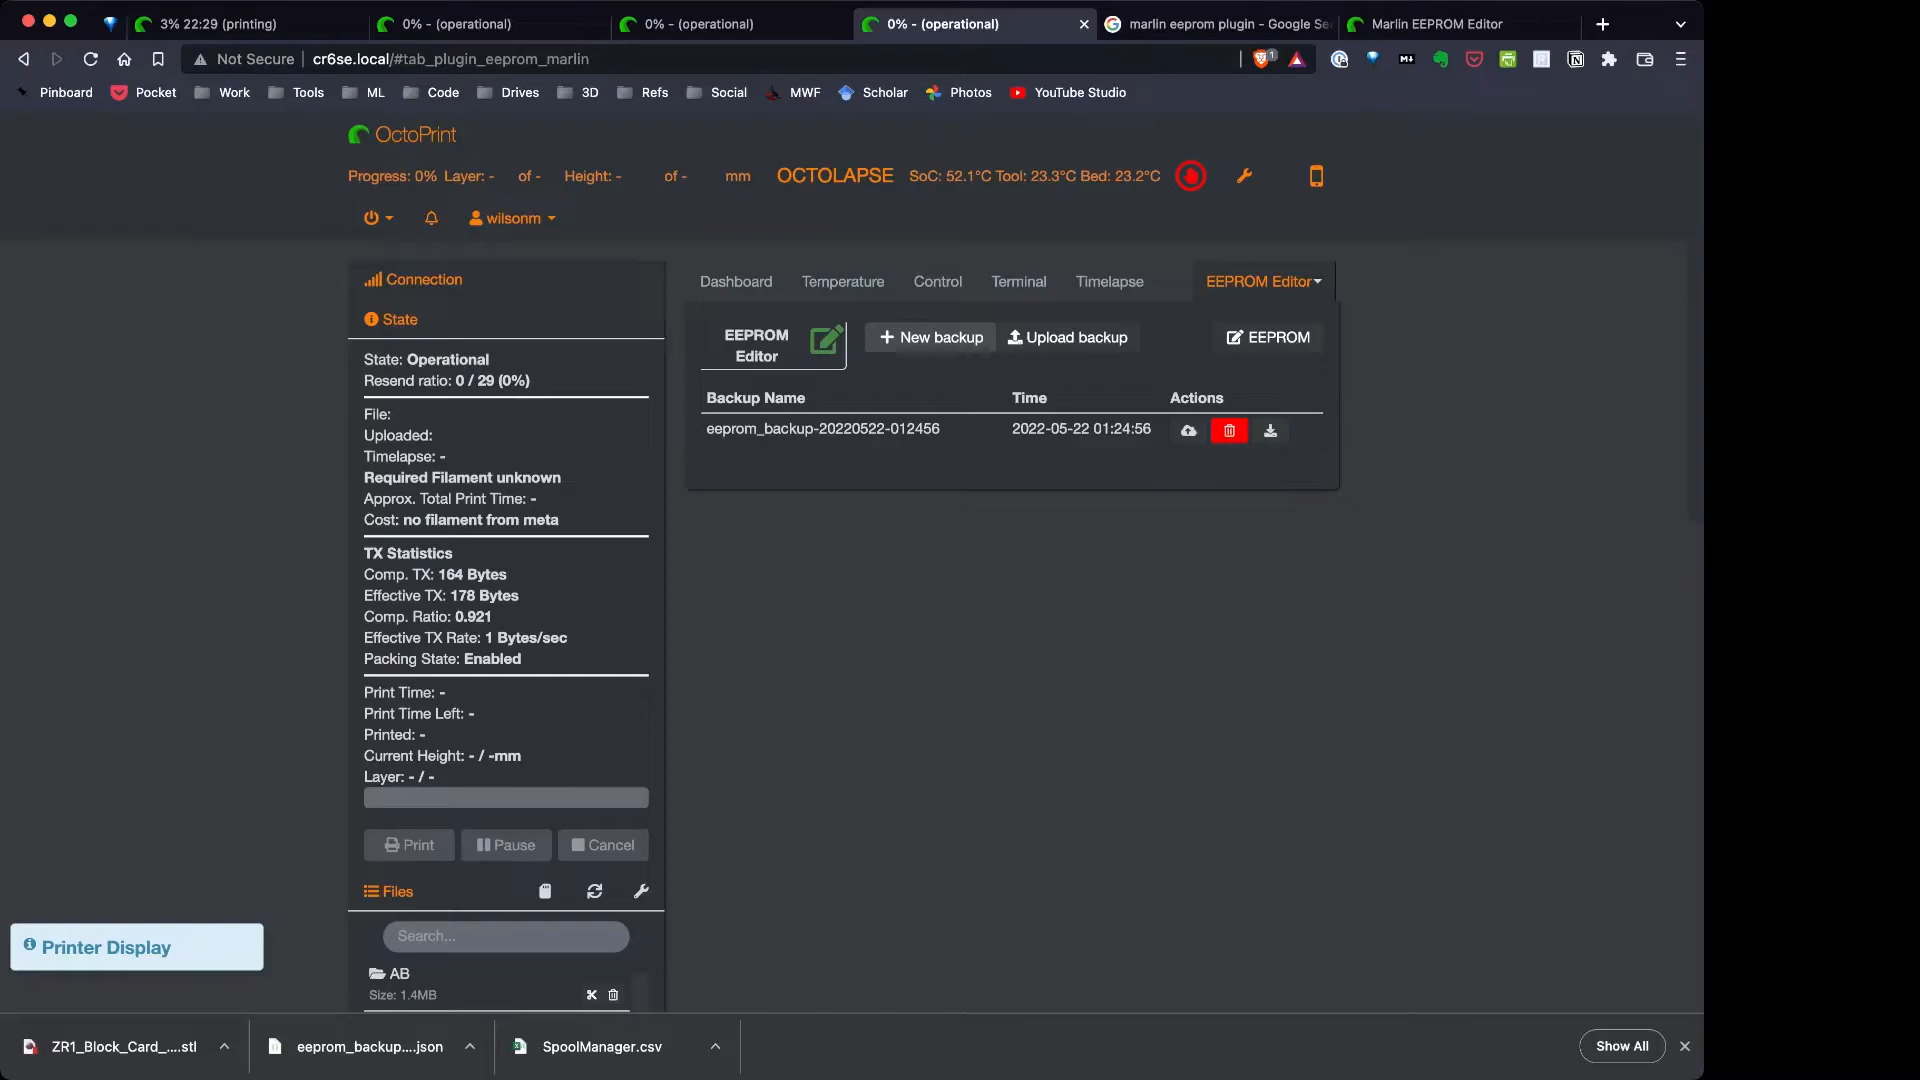 3% 22:29 (printing)
0% - (operational)
0% - (operational)
0% - (operational)
marlin eeprom plugin - Google Se
Marlin EEPROM Editor
Not Secure
cr6se.local/#tab_plugin_eeprom_marlin
1
M
N
Pinboard
Pocket
Work
Tools
ML
Code
Drives
3D
Refs
Social
MWF
Scholar
Photos
YouTube Studio
OctoPrint
Progress: 0% Layer: - of - Height: - of - mm
OCTOLAPSE
SoC: 52.1°C Tool: 23.3°C Bed: 23.2°C
wilsonm
Connection
State
State: Operational
Resend ratio: 0 / 29 (0%)
File:
Uploaded:
Timelapse: -
Required Filament unknown
Approx. Total Print Time: -
Cost: no filament from meta
TX Statistics
Comp. TX: 164 Bytes
Effective TX: 178 Bytes
Comp. Ratio: 0.921
Effective TX Rate: 1 Bytes/sec
Packing State: Enabled
Print Time: -
Print Time Left: -
Printed: -
Current Height: - / -mm
Layer: - / -
Print
Pause
Cancel
Files
Search...
AB
Size: 1.4MB
Dashboard
Temperature
Control
Terminal
Timelapse
EEPROM Editor
EEPROM
Editor
New backup
Upload backup
EEPROM
Backup Name
Time
Actions
eeprom_backup-20220522-012456
2022-05-22 01:24:56
Printer Display
ZR1_Block_Card_....stl
eeprom_backup....json
SpoolManager.csv
Show All